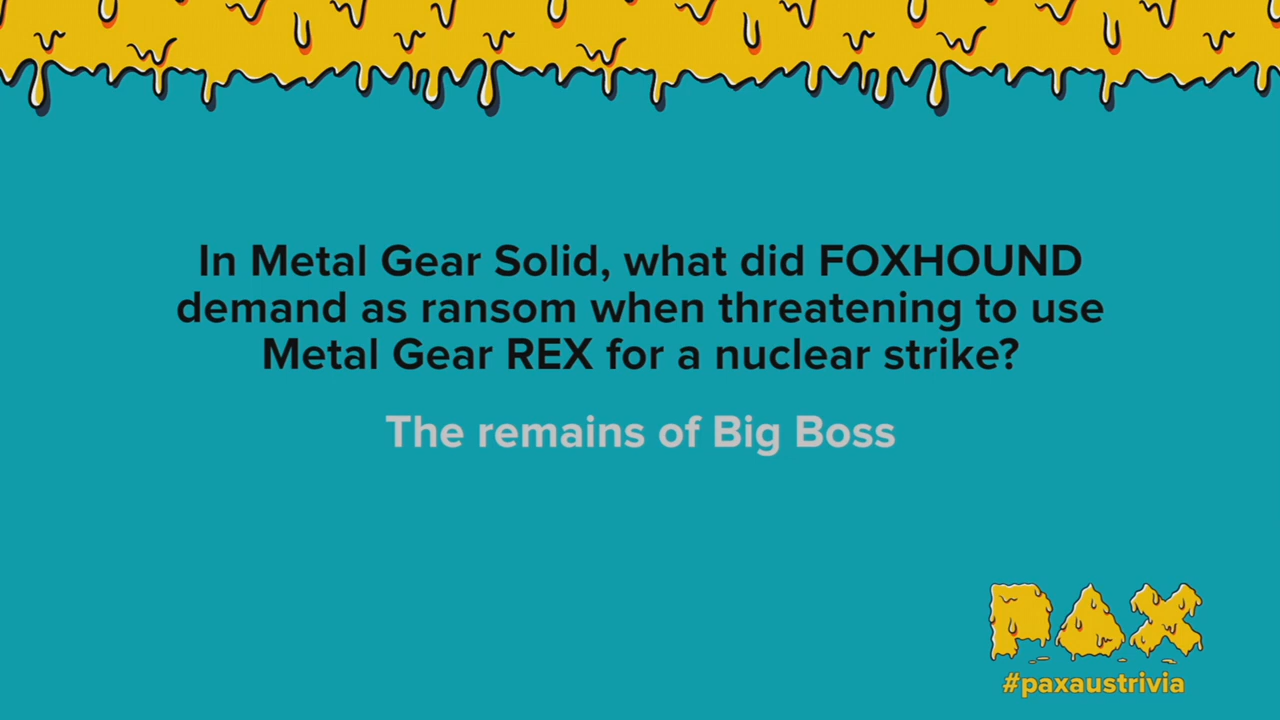 In Metal Gear Solid, what did FOXHOUND
demand as ransom when threatening to use
Metal Gear REX for a nuclear strike?
The remains of Big Boss
PAX
#paxaustrivia